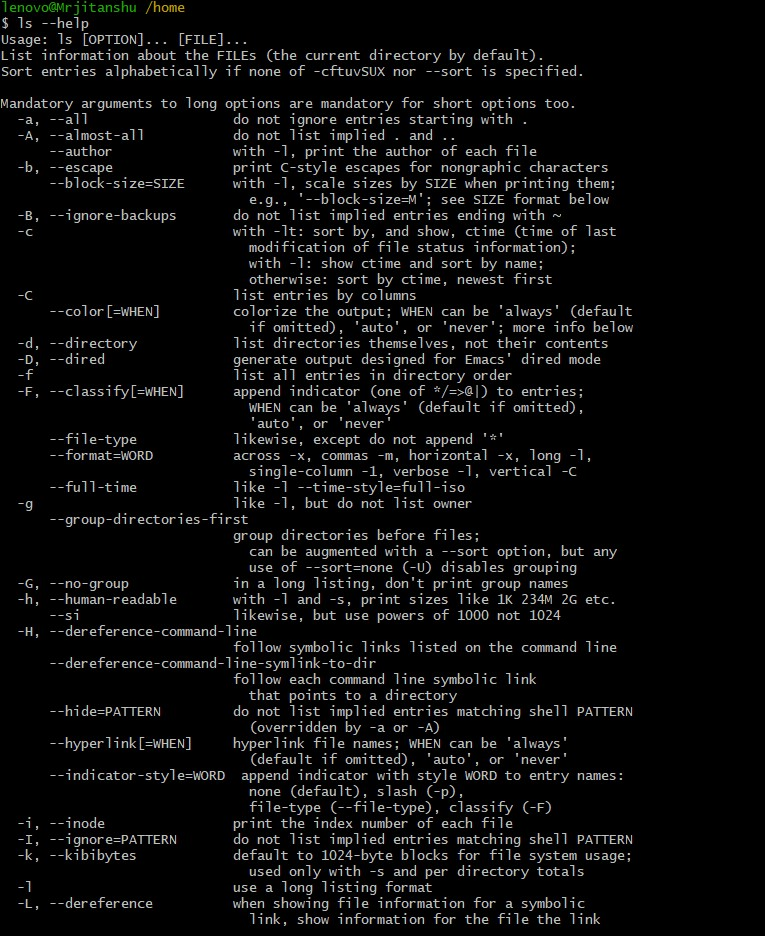 lenovo@Mrjitanshu /home
$ ls --help
Usage: ls [OPTION]... [FILE]...
List information about the FILEs (the current directory by default).
Sort entries alphabetically if none of -cftuvSUX nor --sort is specified.

Mandatory arguments to long options are mandatory for short options too.
  -a, --all                  do not ignore entries starting with .
  -A, --almost-all           do not list implied . and ..
      --author               with -l, print the author of each file
  -b, --escape               print C-style escapes for nongraphic characters
      --block-size=SIZE      with -l, scale sizes by SIZE when printing them;
                               e.g., '--block-size=M'; see SIZE format below
  -B, --ignore-backups       do not list implied entries ending with ~
  -c                         with -lt: sort by, and show, ctime (time of last
                               modification of file status information);
                               with -l: show ctime and sort by name;
                               otherwise: sort by ctime, newest first
  -C                         list entries by columns
      --color[=WHEN]         colorize the output; WHEN can be 'always' (default
                               if omitted), 'auto', or 'never'; more info below
  -d, --directory            list directories themselves, not their contents
  -D, --dired                generate output designed for Emacs' dired mode
  -f                         list all entries in directory order
  -F, --classify[=WHEN]      append indicator (one of */=>@|) to entries;
                               WHEN can be 'always' (default if omitted),
                               'auto', or 'never'
      --file-type            likewise, except do not append '*'
      --format=WORD          across -x, commas -m, horizontal -x, long -l,
                               single-column -1, verbose -l, vertical -C
      --full-time            like -l --time-style=full-iso
  -g                         like -l, but do not list owner
      --group-directories-first
                             group directories before files;
                               can be augmented with a --sort option, but any
                               use of --sort=none (-U) disables grouping
  -G, --no-group             in a long listing, don't print group names
  -h, --human-readable       with -l and -s, print sizes like 1K 234M 2G etc.
      --si                   likewise, but use powers of 1000 not 1024
  -H, --dereference-command-line
                             follow symbolic links listed on the command line
      --dereference-command-line-symlink-to-dir
                             follow each command line symbolic link
                               that points to a directory
      --hide=PATTERN         do not list implied entries matching shell PATTERN
                               (overridden by -a or -A)
      --hyperlink[=WHEN]     hyperlink file names; WHEN can be 'always'
                               (default if omitted), 'auto', or 'never'
      --indicator-style=WORD  append indicator with style WORD to entry names:
                               none (default), slash (-p),
                               file-type (--file-type), classify (-F)
  -i, --inode                print the index number of each file
  -I, --ignore=PATTERN       do not list implied entries matching shell PATTERN
  -k, --kibibytes            default to 1024-byte blocks for file system usage;
                               used only with -s and per directory totals
  -l                         use a long listing format
  -L, --dereference          when showing file information for a symbolic
                               link, show information for the file the link